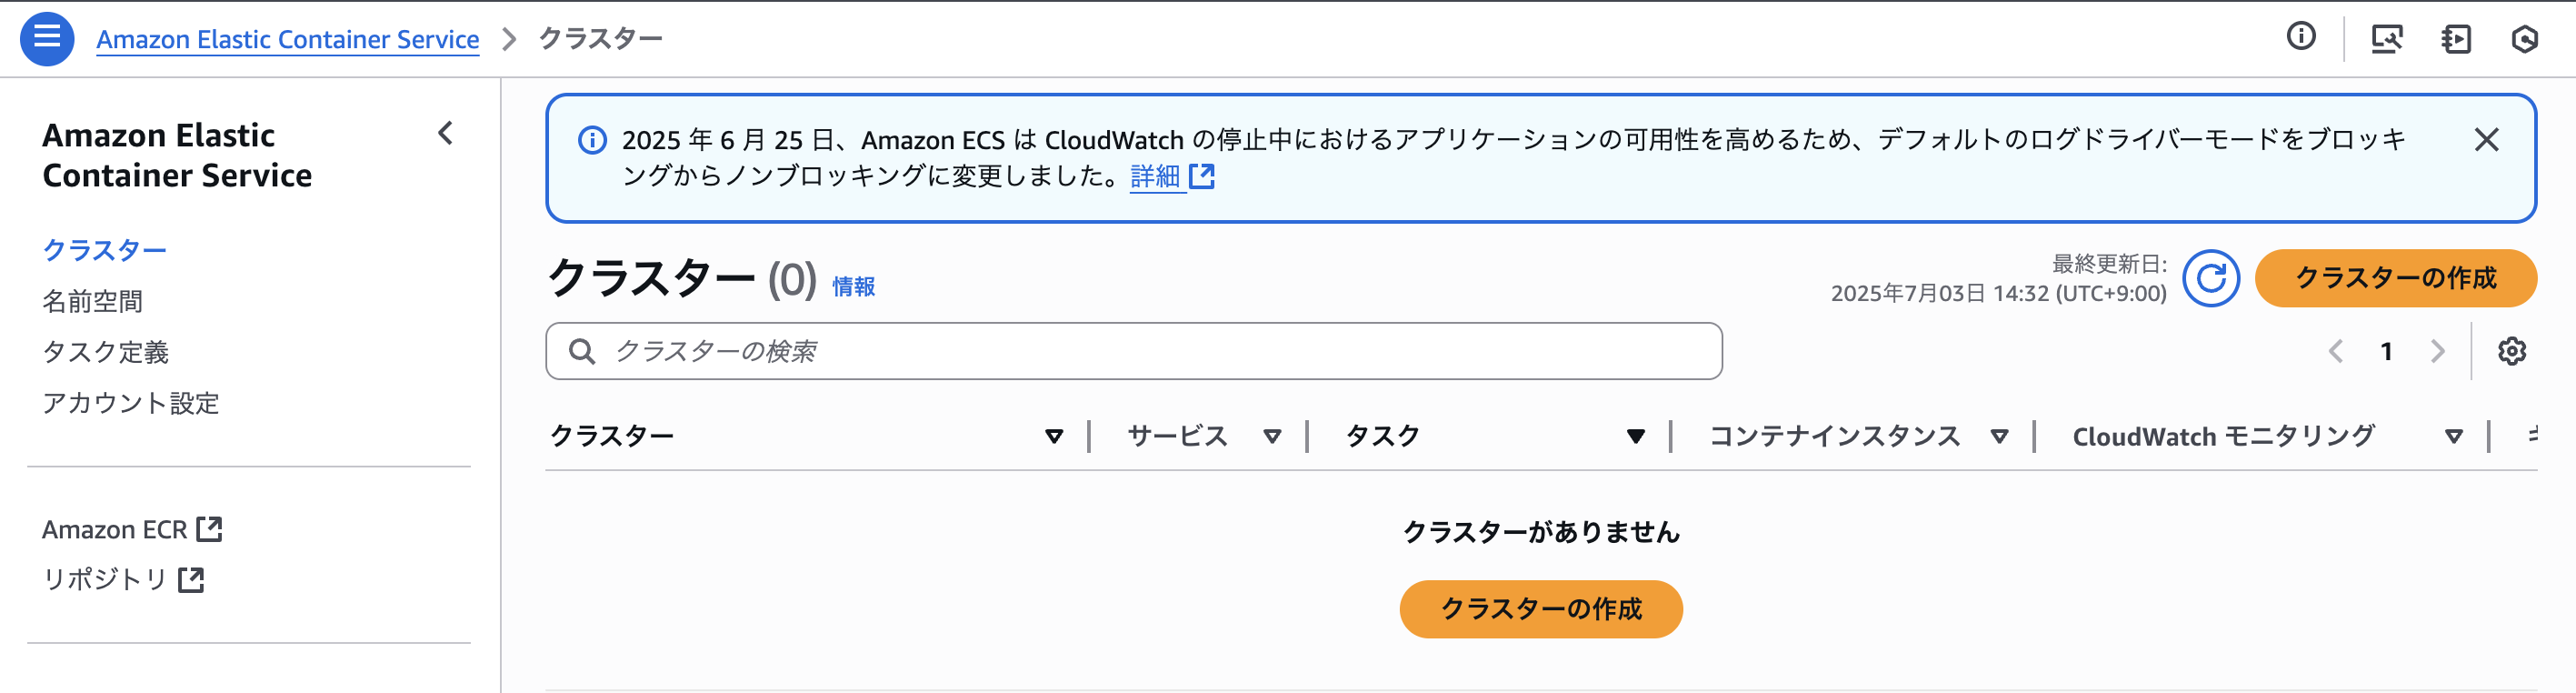 Amazon Elastic Container Service > クラスター
Amazon Elastic
Container Service
クラスター
名前空間
タスク定義
アカウント設定
Amazon ECR
リポジトリ
2025 年 6 月 25 日、Amazon ECS は CloudWatch の停止中におけるアプリケーションの可用性を高めるため、デフォルトのログドライバーモードをブロッキ
ングからノンブロッキングに変更しました。詳細
クラスター (0) 情報
最終更新日:
2025年7月03日 14:32 (UTC+9:00)
クラスターの作成
クラスターの検索
1
クラスター サービス タスク コンテナインスタンス CloudWatch モニタリング
クラスターがありません
クラスターの作成